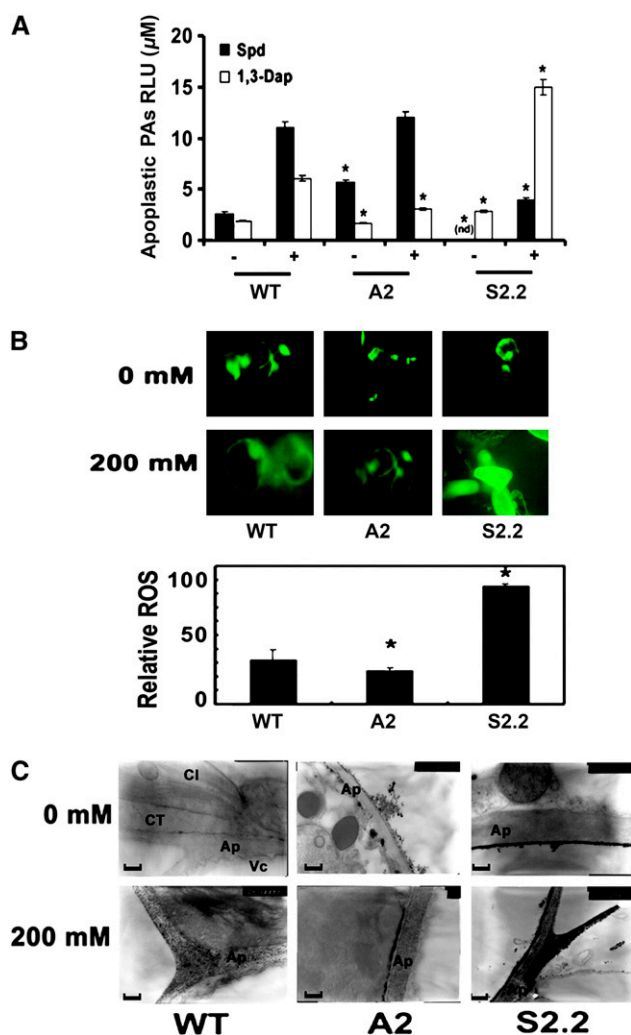 A
Apoplastic PAs RLU (µM)
20
15
10
5
0
Spd
1,3-Dap
*
*
*
*
*
*
*
(nd)
- + - + - +
WT A2 S2.2
B
0 mM
200 mM
WT A2 S2.2
Relative ROS
100
50
0
*
*
WT A2 S2.2
C
0 mM
CI
CT
Ap
Vc
Ap
Ap
200 mM
Ap
Ap
Ap
WT A2 S2.2